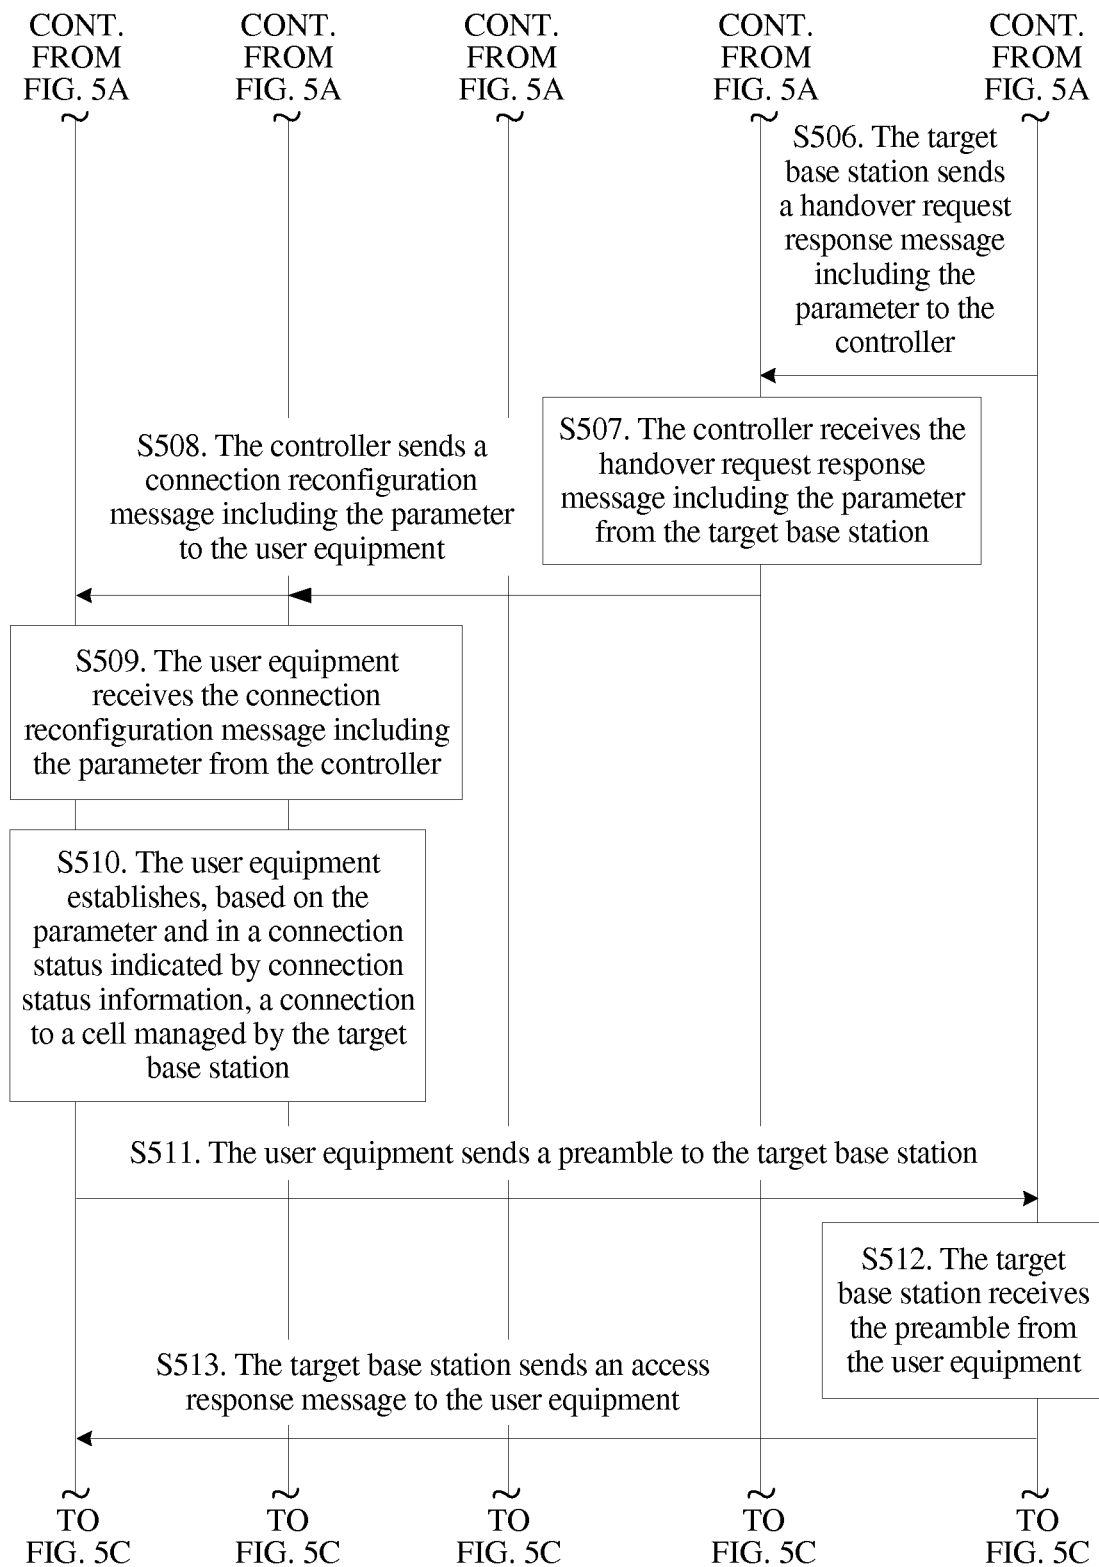 CONT.
FROM
FIG. 5A
CONT.
FROM
FIG. 5A
CONT.
FROM
FIG. 5A
CONT.
FROM
FIG. 5A
CONT.
FROM
FIG. 5A
S506. The target
base station sends
a handover request
response message
including the
parameter to the
controller
S507. The controller receives the
handover request response
message including the parameter
from the target base station
S508. The controller sends a
connection reconfiguration
message including the parameter
to the user equipment
S509. The user equipment
receives the connection
reconfiguration message including
the parameter from the controller
S510. The user equipment
establishes, based on the
parameter and in a connection
status indicated by connection
status information, a connection
to a cell managed by the target
base station
S511. The user equipment sends a preamble to the target base station
S512. The target
base station receives
the preamble from
the user equipment
S513. The target base station sends an access
response message to the user equipment
TO
FIG. 5C
TO
FIG. 5C
TO
FIG. 5C
TO
FIG. 5C
TO
FIG. 5C